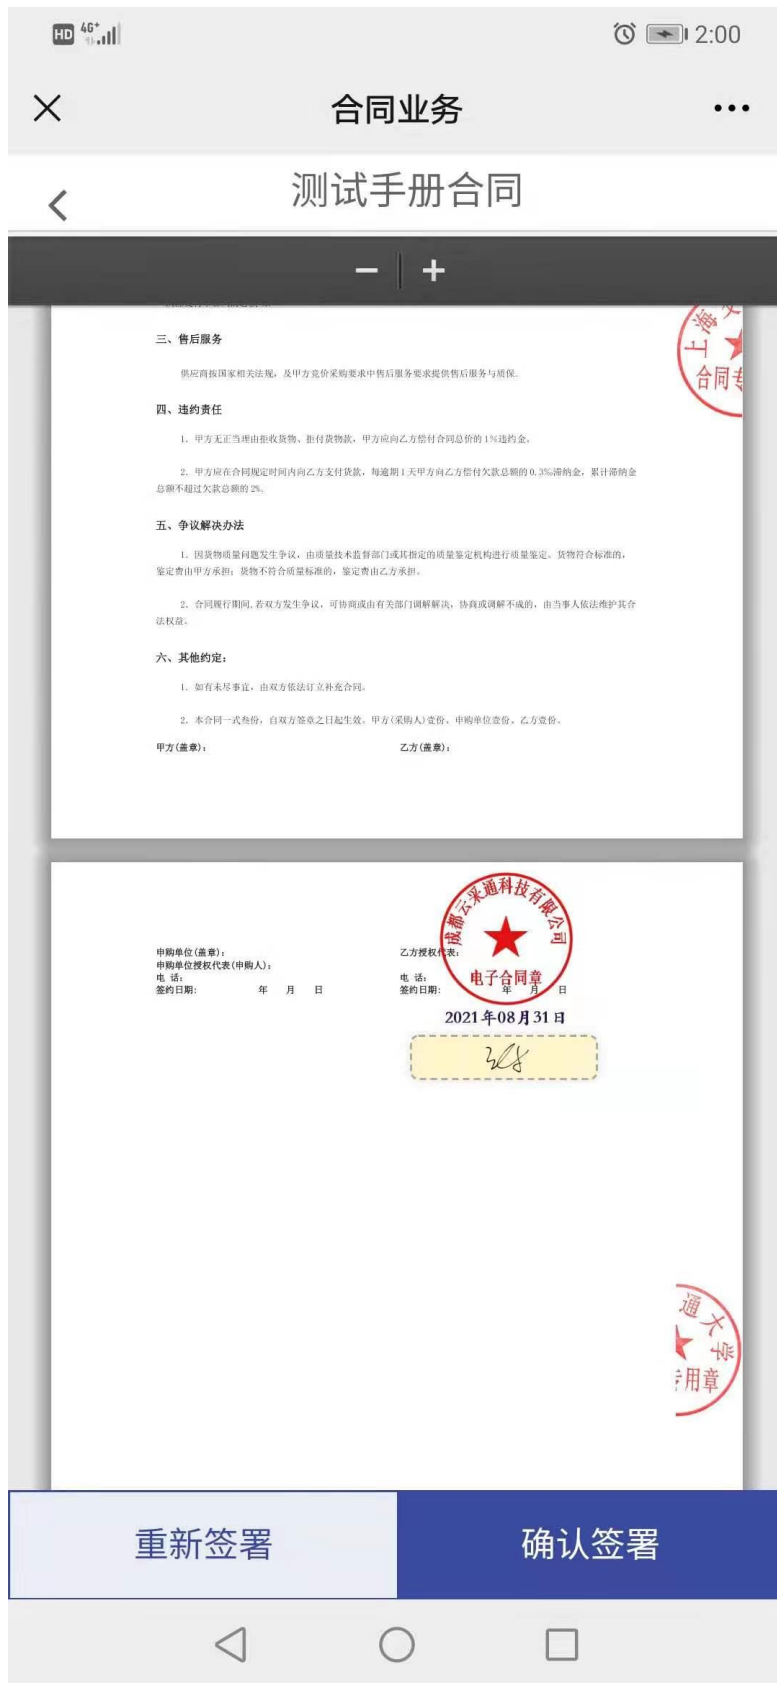 HD 4G+ 2:00
合同业务
测试手册合同
三、售后服务
供应商按国家相关法规，及甲方竞价采购要求中售后服务要求提供售后服务与质保.
四、违约责任
1．甲方无正当理由拒收货物、拒付货物款，甲方应向乙方偿付合同总价的1%违约金。
2．甲方应在合同规定时间内向乙方支付货款，每逾期1天甲方向乙方偿付欠款总额的0.3‰滞纳金，累计滞纳金
总额不超过欠款总额的2%。
五、争议解决办法
1．因货物质量问题发生争议，由质量技术监督部门或其指定的质量鉴定机构进行质量鉴定。货物符合标准的，
鉴定费由甲方承担；货物不符合质量标准的，鉴定费由乙方承担。
2．合同履行期间,若双方发生争议，可协商或由有关部门调解解决，协商或调解不成的，由当事人依法维护其合
法权益。
六、其他约定：
1．如有未尽事宜，由双方依法订立补充合同。
2．本合同一式叁份，自双方签章之日起生效。甲方(采购人)壹份、申购单位壹份、乙方壹份。
甲方(盖章)： 乙方(盖章)：
上海
合同专
成都云采通科技有限公司
电子合同章
申购单位(盖章)： 乙方授权代表：
申购单位授权代表(申购人)：
电 话： 电 话：
签约日期： 年 月 日 签约日期： 年 月 日
2021年08月31日
通大学
用章
重新签署 确认签署